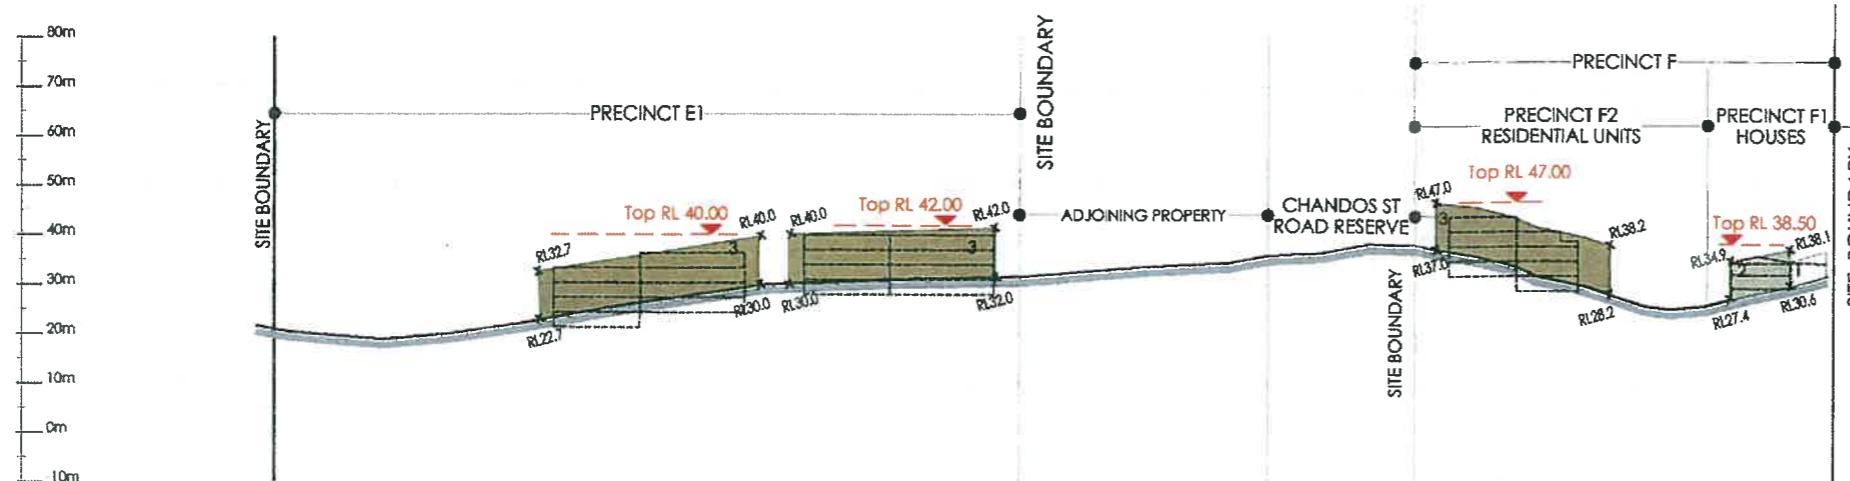 80m
70m
60m
50m
40m
30m
20m
10m
0m
-10m
SITE BOUNDARY
PRECINCT E1
SITE BOUNDARY
PRECINCT F
PRECINCT F2
RESIDENTIAL UNITS
PRECINCT F1
HOUSES
ADJOINING PROPERTY
CHANDOS ST
ROAD RESERVE
SITE BOUNDARY
Top RL 40.00
Top RL 42.00
Top RL 47.00
Top RL 38.50
RL32.7
RL40.0
3
RL22.7
RL30.0
RL40.0
RL42.0
3
RL30.0
RL32.0
RL47.0
3
RL38.2
RL37.0
RL28.2
RL34.9
RL38.1
2
1
RL27.4
RL30.6